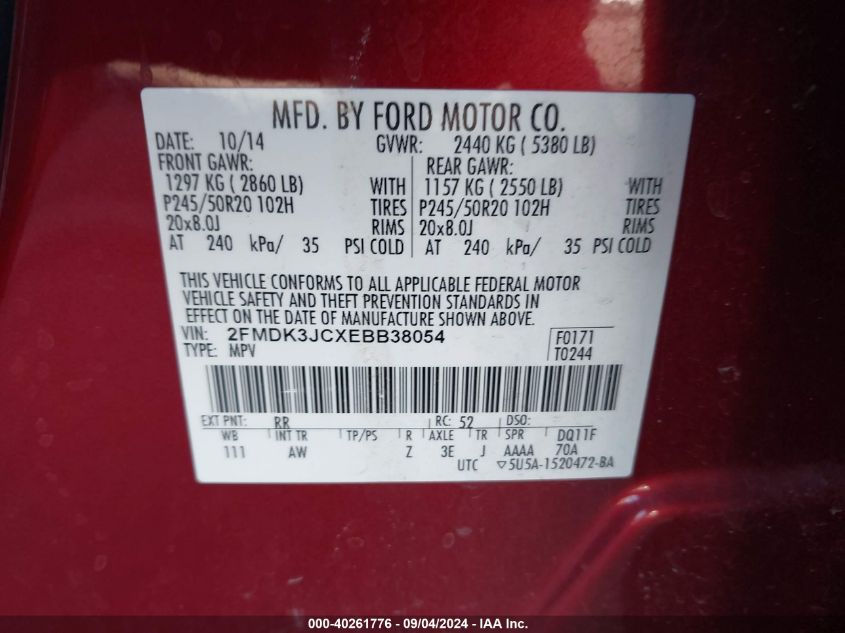 MFD. BY FORD MOTOR CO.
DATE: 10/14 GVWR: 2440 KG ( 5380 LB)
FRONT GAWR: REAR GAWR:
1297 KG ( 2860 LB) WITH 1157 KG ( 2550 LB) WITH
P245/50R20 102H TIRES P245/50R20 102H TIRES
20x8.0J RIMS 20x8.0J RIMS
AT 240 kPa/ 35 PSI COLD AT 240 kPa/ 35 PSI COLD
THIS VEHICLE CONFORMS TO ALL APPLICABLE FEDERAL MOTOR
VEHICLE SAFETY AND THEFT PREVENTION STANDARDS IN
EFFECT ON THE DATE OF MANUFACTURE SHOWN ABOVE.
VIN: 2FMDK3JCXEBB38054 F0171
TYPE: MPV T0244
EXT PNT: RR RC: 52 DSO:
WB INT TR TP/PS R AXLE TR SPR DQ11F
111 AW Z 3E J AAAA 70A
UTC ▽5U5A-1520472-BA
000-40261776 - 09/04/2024 - IAA Inc.